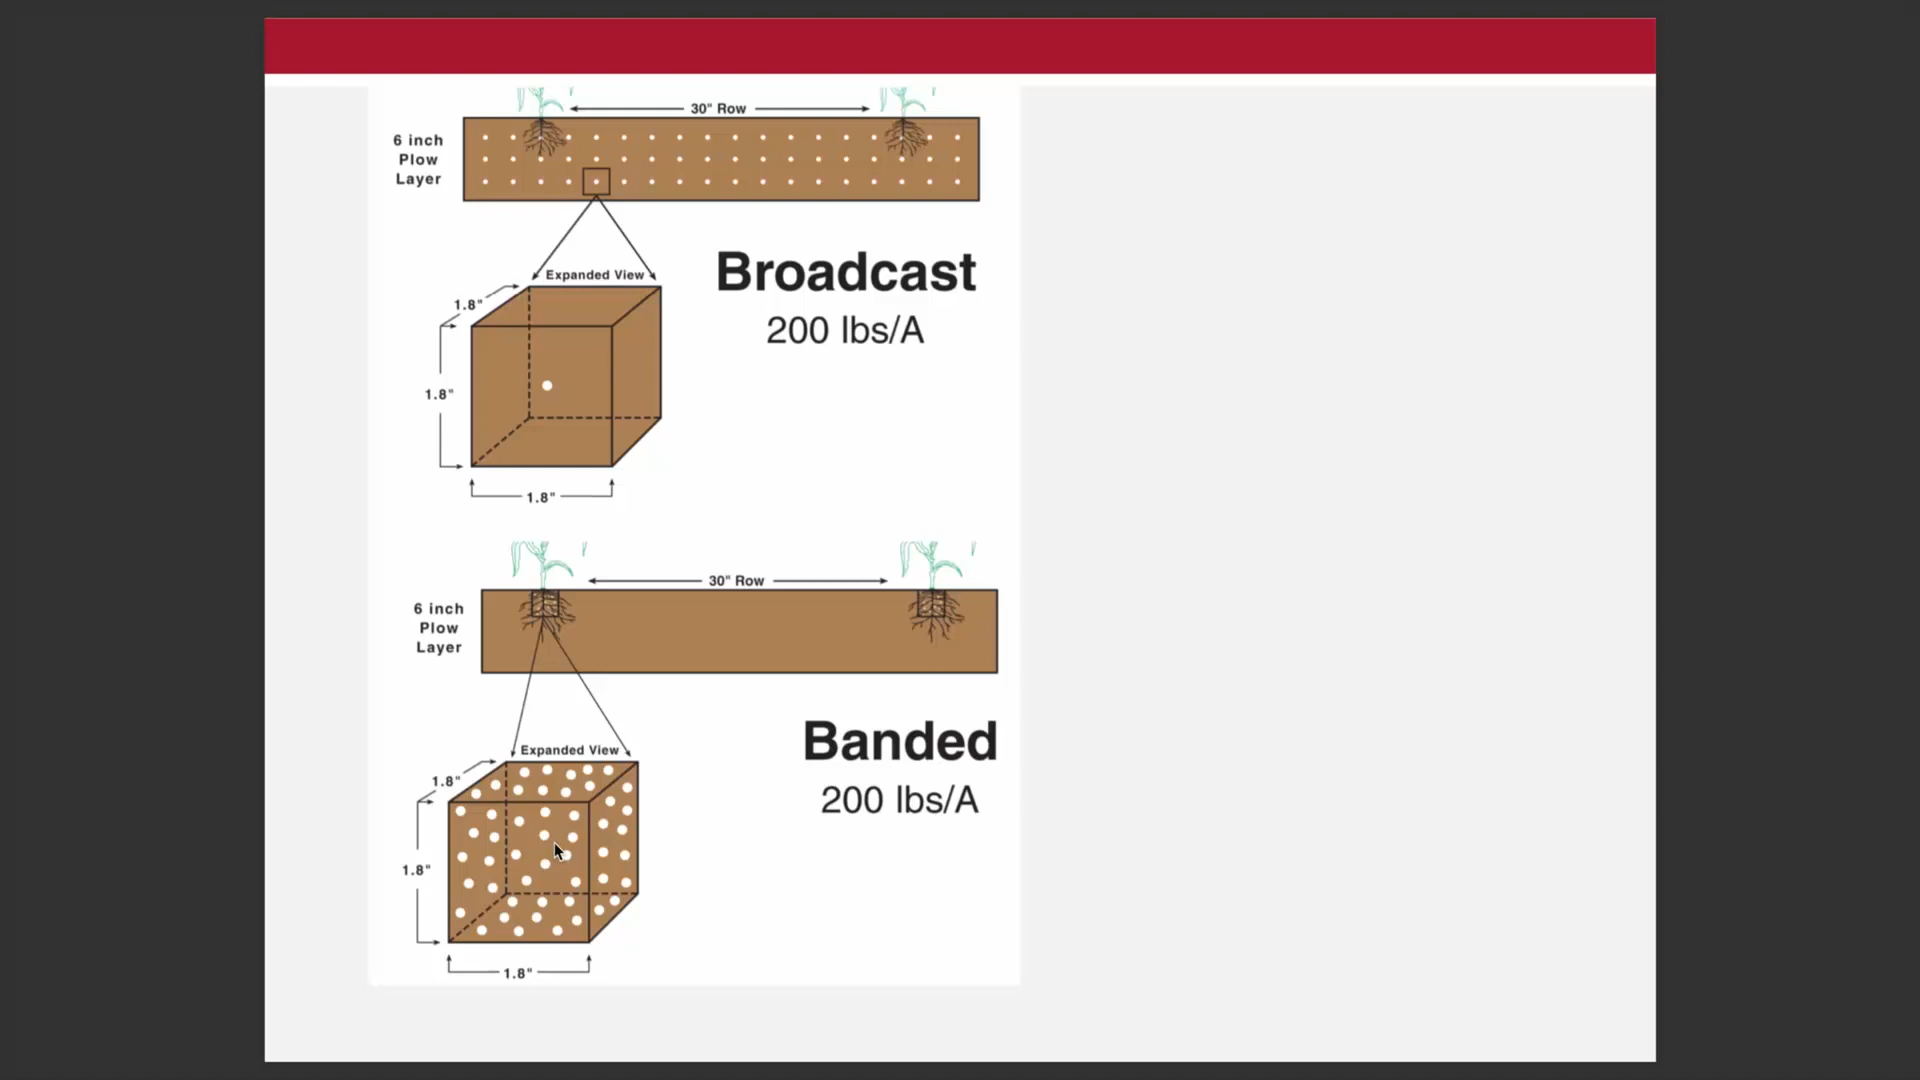 30" Row
6 inch
Plow
Layer
Expanded View
1.8"
1.8"
1.8"
Broadcast
200 lbs/A
30" Row
6 inch
Plow
Layer
Expanded View
1.8"
1.8"
1.8"
Banded
200 lbs/A